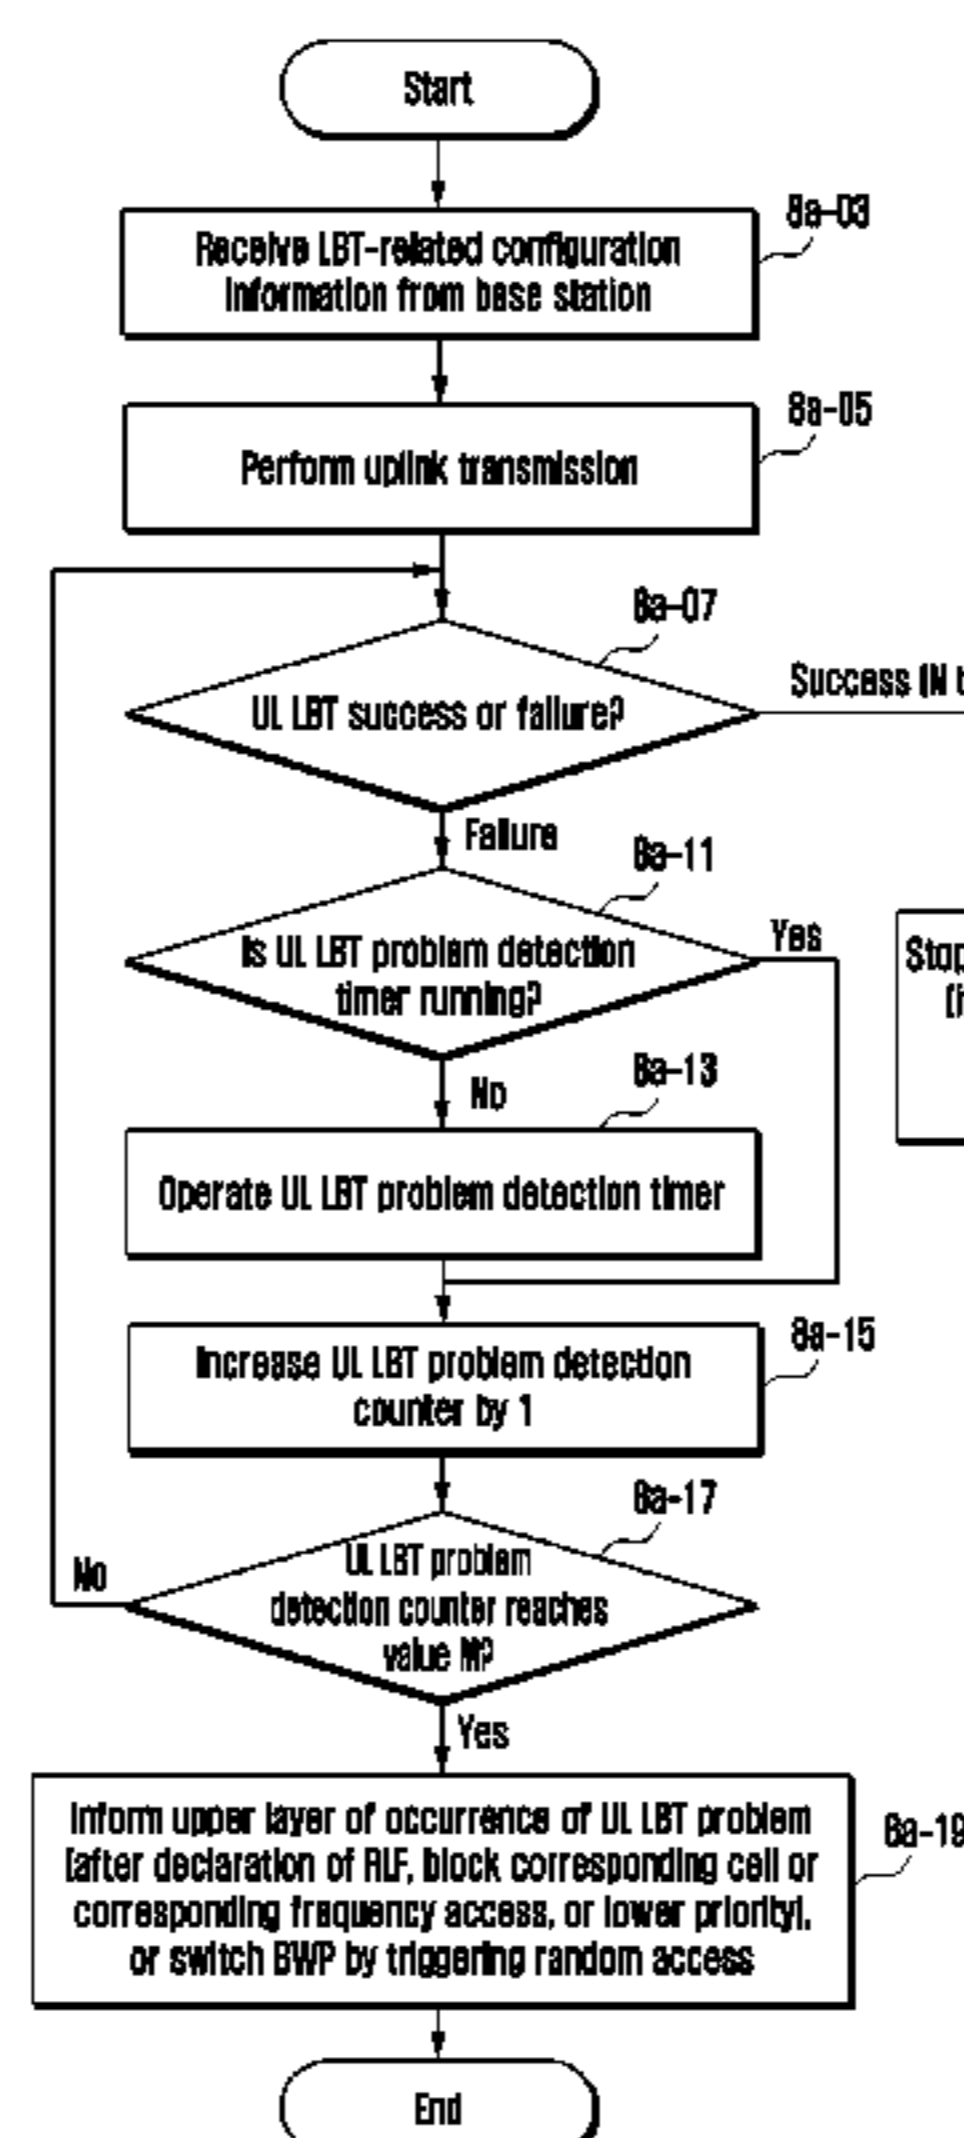 Start
8a-03
Receive LBT-related configuration
information from base station
8a-05
Perform uplink transmission
8a-07
Success (N
UL LBT success or failure?
Failure
8a-11
Is UL LBT problem detection
timer running?
Yes
Stop
No
8a-13
Operate UL LBT problem detection timer
8a-15
Increase UL LBT problem detection
counter by 1
8a-17
UL LBT problem
detection counter reaches
value M?
No
Yes
8a-19
Inform upper layer of occurrence of UL LBT problem
(after declaration of RLF, block corresponding cell or
corresponding frequency access, or lower priority),
or switch BWP by triggering random access
End